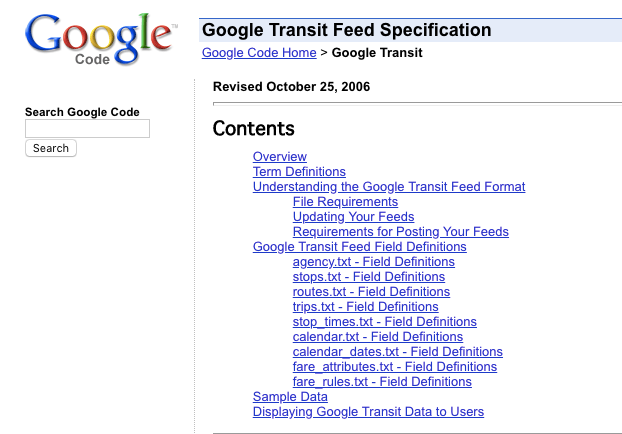 Google™
Code
Google Transit Feed Specification
Google Code Home > Google Transit
Search Google Code
Search
Revised October 25, 2006
Contents
Overview
Term Definitions
Understanding the Google Transit Feed Format
File Requirements
Updating Your Feeds
Requirements for Posting Your Feeds
Google Transit Feed Field Definitions
agency.txt - Field Definitions
stops.txt - Field Definitions
routes.txt - Field Definitions
trips.txt - Field Definitions
stop_times.txt - Field Definitions
calendar.txt - Field Definitions
calendar_dates.txt - Field Definitions
fare_attributes.txt - Field Definitions
fare_rules.txt - Field Definitions
Sample Data
Displaying Google Transit Data to Users